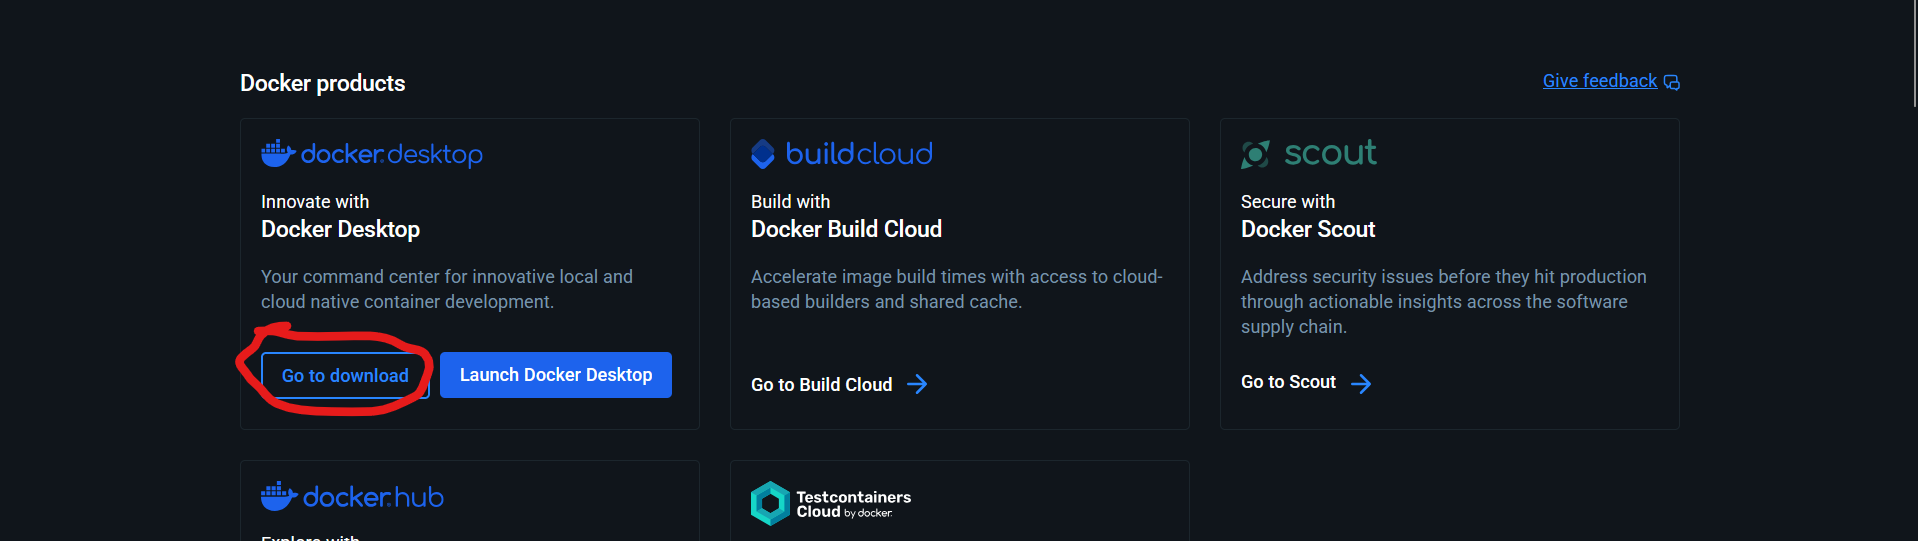 Docker products
Give feedback
docker.desktop
Innovate with
Docker Desktop
Your command center for innovative local and
cloud native container development.
Go to download
Launch Docker Desktop
buildcloud
Build with
Docker Build Cloud
Accelerate image build times with access to cloud-
based builders and shared cache.
Go to Build Cloud
scout
Secure with
Docker Scout
Address security issues before they hit production
through actionable insights across the software
supply chain.
Go to Scout
docker.hub
Explore with
Testcontainers
Cloud by docker.